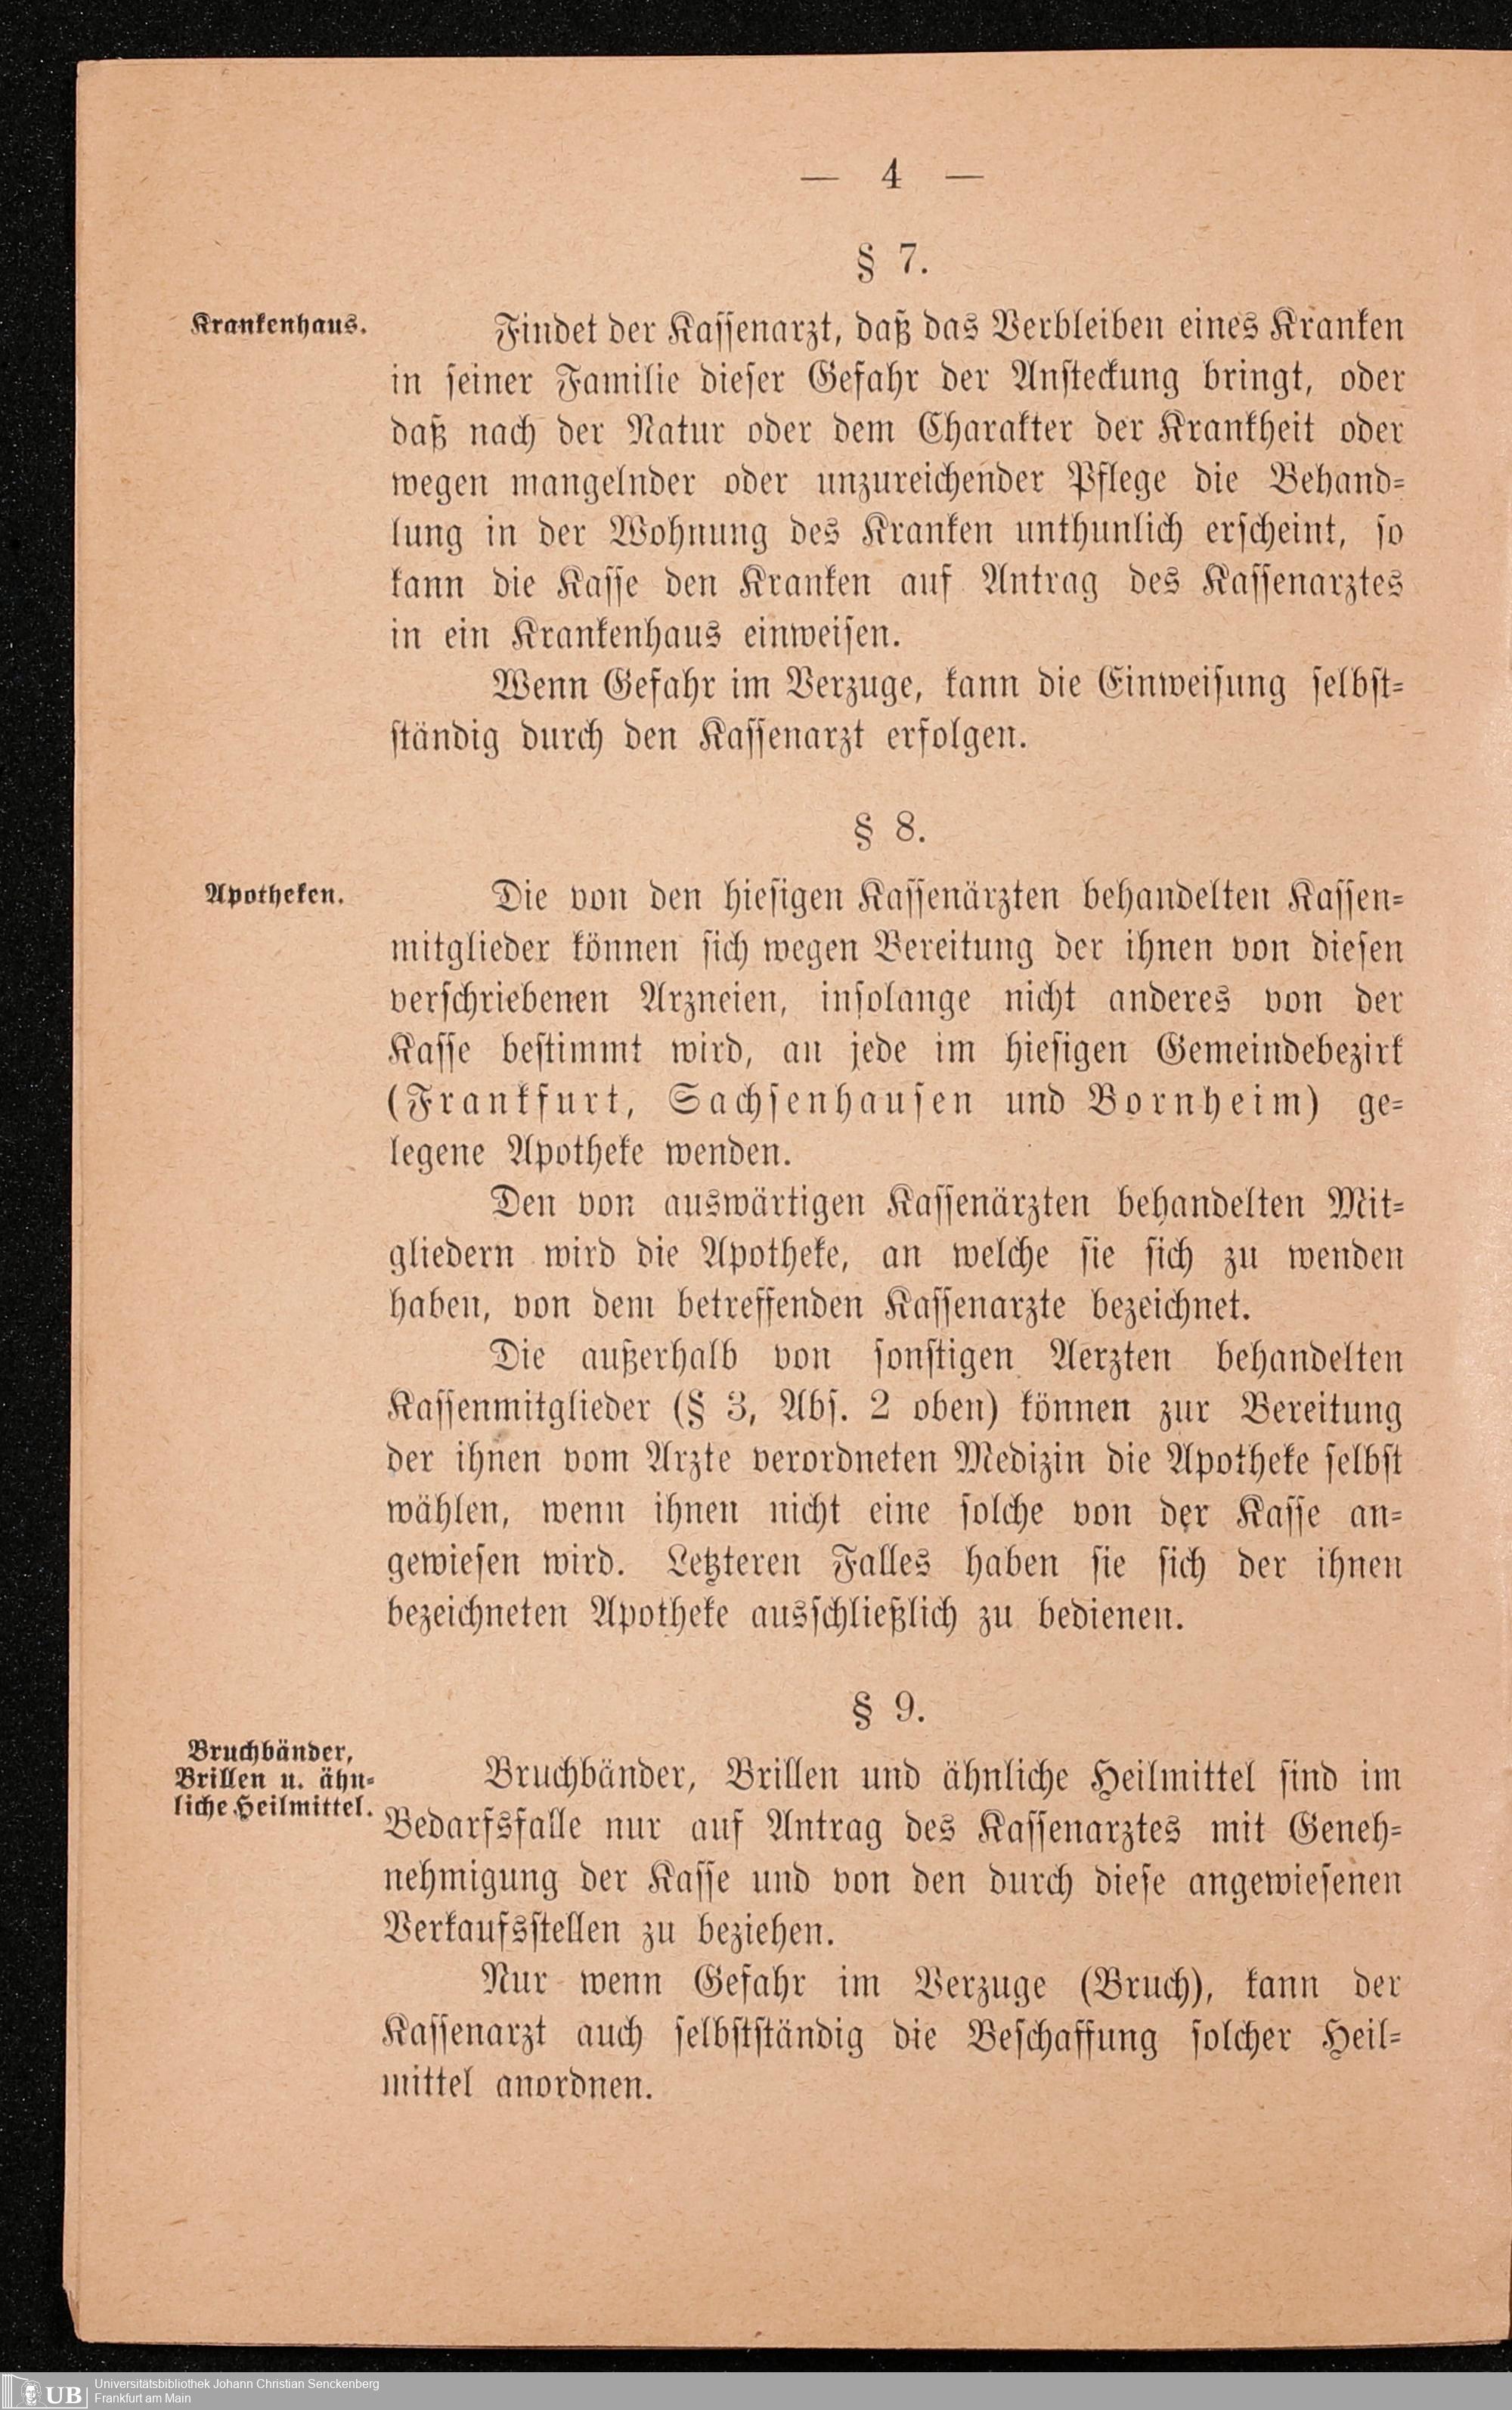 — 4 —
§ 7.
Krankenhaus.
Findet der Kassenarzt, daß das Verbleiben eines Kranken
in seiner Familie dieser Gefahr der Ansteckung bringt, oder
daß nach der Natur oder dem Charakter der Krankheit oder
wegen mangelnder oder unzureichender Pflege die Behand-
lung in der Wohnung des Kranken unthunlich erscheint, so
kann die Kasse den Kranken auf Antrag des Kassenarztes
in ein Krankenhaus einweisen.
Wenn Gefahr im Verzuge, kann die Einweisung selbst-
ständig durch den Kassenarzt erfolgen.
§ 8.
Apotheken.
Die von den hiesigen Kassenärzten behandelten Kassen-
mitglieder können sich wegen Bereitung der ihnen von diesen
verschriebenen Arzneien, insolange nicht anderes von der
Kasse bestimmt wird, an jede im hiesigen Gemeindebezirk
(Frankfurt, Sachsenhausen und Bornheim) ge-
legene Apotheke wenden.
Den von auswärtigen Kassenärzten behandelten Mit-
gliedern wird die Apotheke, an welche sie sich zu wenden
haben, von dem betreffenden Kassenarzte bezeichnet.
Die außerhalb von sonstigen Aerzten behandelten
Kassenmitglieder (§ 3, Abs. 2 oben) können zur Bereitung
der ihnen vom Arzte verordneten Medizin die Apotheke selbst
wählen, wenn ihnen nicht eine solche von der Kasse an-
gewiesen wird. Letzteren Falles haben sie sich der ihnen
bezeichneten Apotheke ausschließlich zu bedienen.
§ 9.
Bruchbänder,
Brillen u. ähn-
liche Heilmittel.
Bruchbänder, Brillen und ähnliche Heilmittel sind im
Bedarfsfalle nur auf Antrag des Kassenarztes mit Geneh-
nehmigung der Kasse und von den durch diese angewiesenen
Verkaufsstellen zu beziehen.
Nur wenn Gefahr im Verzuge (Bruch), kann der
Kassenarzt auch selbstständig die Beschaffung solcher Heil-
mittel anordnen.
UB
Universitätsbibliothek Johann Christian Senckenberg
Frankfurt am Main